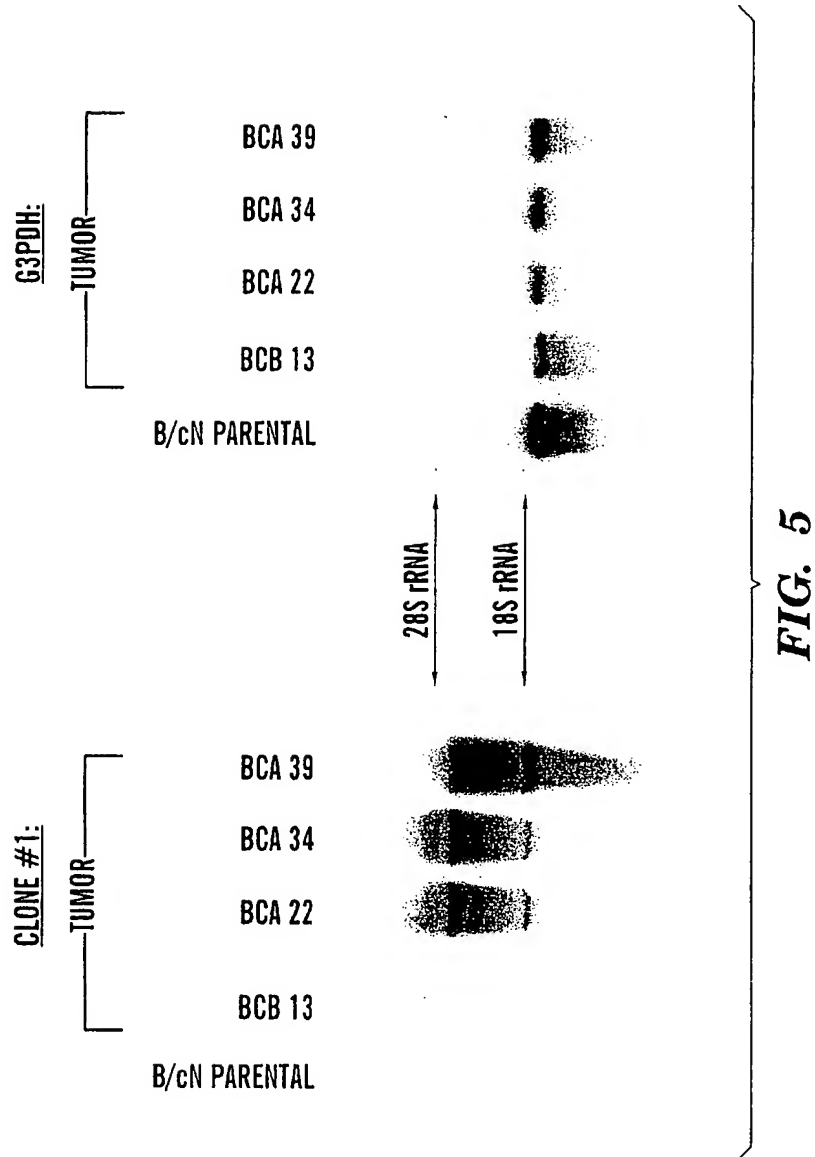 CLONE #1:
TUMOR
B/cN PARENTAL
BCB 13
BCA 22
BCA 34
BCA 39
28S rRNA
18S rRNA
G3PDH:
TUMOR
B/cN PARENTAL
BCB 13
BCA 22
BCA 34
BCA 39
FIG. 5